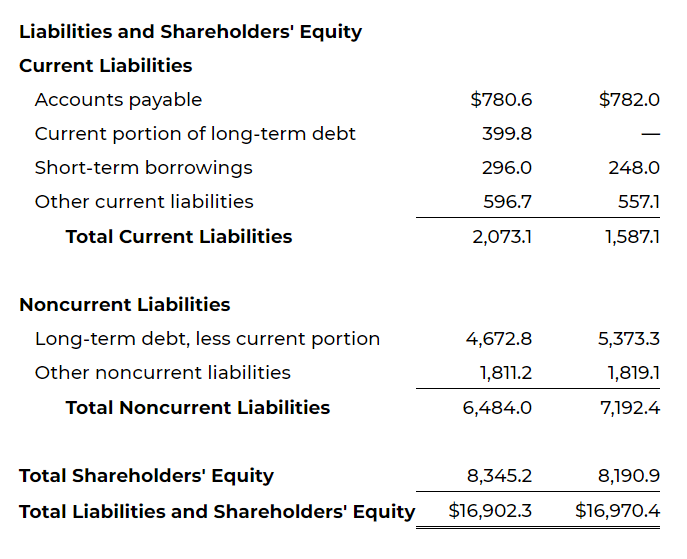 Liabilities and Shareholders' Equity
Current Liabilities
Accounts payable $780.6 $782.0
Current portion of long-term debt 399.8 —
Short-term borrowings 296.0 248.0
Other current liabilities 596.7 557.1
Total Current Liabilities 2,073.1 1,587.1
Noncurrent Liabilities
Long-term debt, less current portion 4,672.8 5,373.3
Other noncurrent liabilities 1,811.2 1,819.1
Total Noncurrent Liabilities 6,484.0 7,192.4
Total Shareholders' Equity 8,345.2 8,190.9
Total Liabilities and Shareholders' Equity $16,902.3 $16,970.4